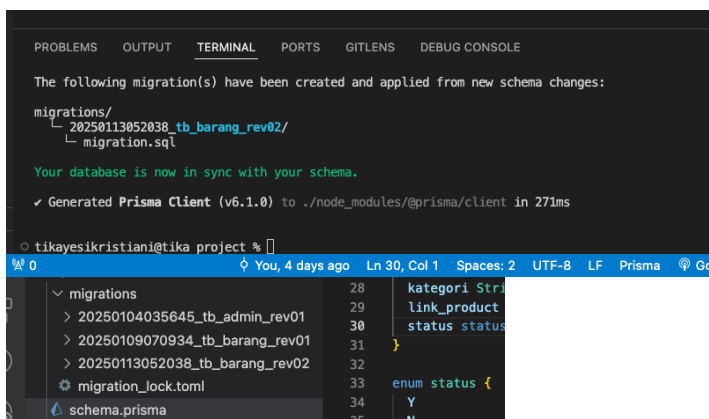 PROBLEMS OUTPUT TERMINAL PORTS GITLENS DEBUG CONSOLE
The following migration(s) have been created and applied from new schema changes:
migrations/
└─ 20250113052038_tb_barang_rev02/
└─ migration.sql
Your database is now in sync with your schema.
✔ Generated Prisma Client (v6.1.0) to ./node_modules/@prisma/client in 271ms
tikayesikristiani@tika project %
0 You, 4 days ago Ln 30, Col 1 Spaces: 2 UTF-8 LF Prisma Go
migrations
> 20250104035645_tb_admin_rev01
> 20250109070934_tb_barang_rev01
> 20250113052038_tb_barang_rev02
migration_lock.toml
schema.prisma
28 kategori Stri
29 link_product
30 status status
31 }
32
33 enum status {
34 Y